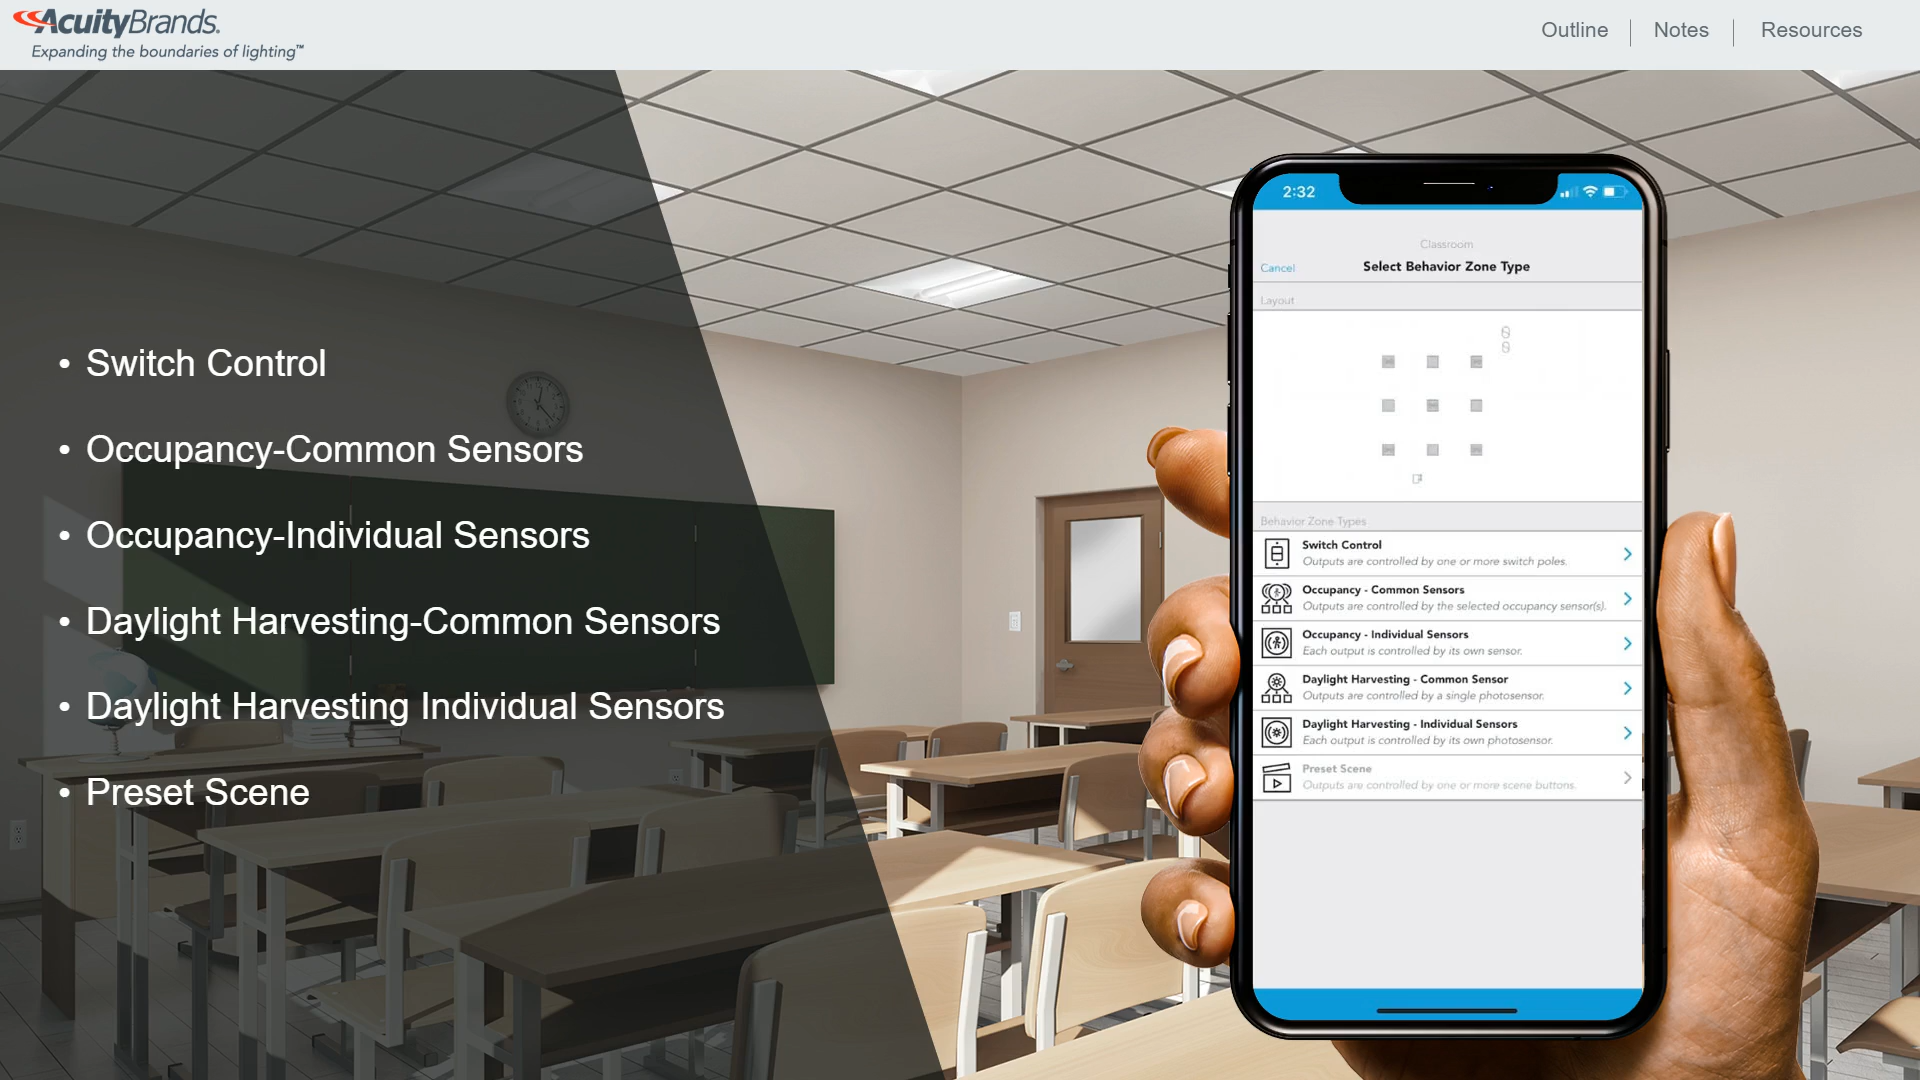 AcuityBrands.
Expanding the boundaries of lighting™
Outline
Notes
Resources
• Switch Control
• Occupancy-Common Sensors
• Occupancy-Individual Sensors
• Daylight Harvesting-Common Sensors
• Daylight Harvesting Individual Sensors
• Preset Scene
2:32
Classroom
Cancel
Select Behavior Zone Type
Layout
Behavior Zone Types
Switch Control
Outputs are controlled by one or more switch poles.
Occupancy - Common Sensors
Outputs are controlled by the selected occupancy sensor(s).
Occupancy - Individual Sensors
Each output is controlled by its own sensor.
Daylight Harvesting - Common Sensor
Outputs are controlled by a single photosensor.
Daylight Harvesting - Individual Sensors
Each output is controlled by its own photosensor.
Preset Scene
Outputs are controlled by one or more scene buttons.